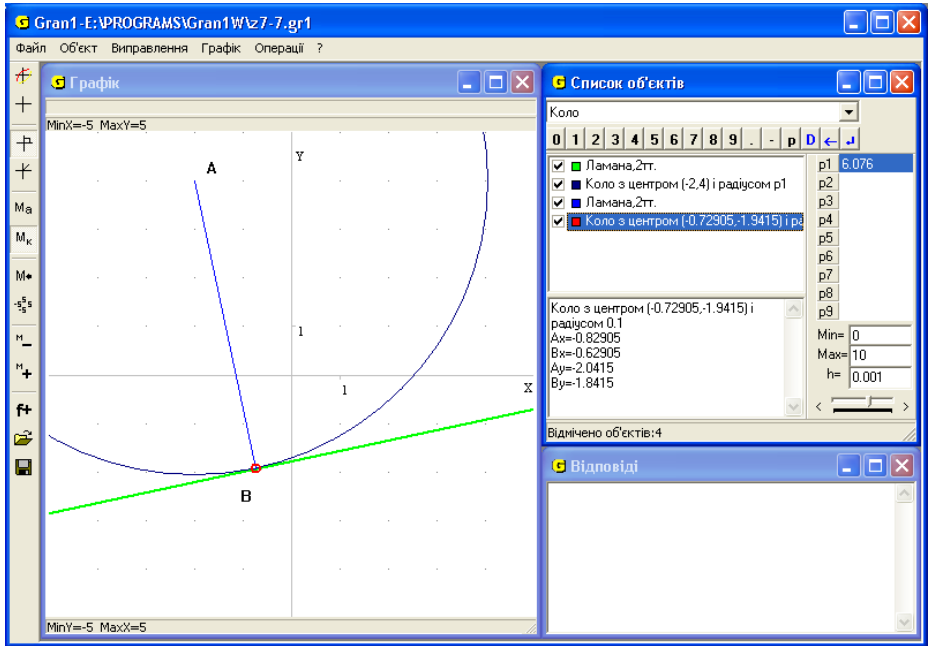 Gran1-E:\PROGRAMS\Gran1W\z7-7.gr1
Файл Об'єкт Виправлення Графік Операції ?
Графік
MinX=-5 MaxY=5
A
Y
1
1
X
B
MinY=-5 MaxX=5
Ma
Mк
M
-s s s -s
M
M
f+
Список об'єктів
Коло
0 1 2 3 4 5 6 7 8 9 . - p D ← ↲
Ламана,2тт.
Коло з центром (-2,4) і радіусом p1
Ламана,2тт.
Коло з центром (-0.72905,-1.9415) і ра
p1 6.076
p2
p3
p4
p5
p6
p7
p8
p9
Коло з центром (-0.72905,-1.9415) і
радіусом 0.1
Ax=-0.82905
Bx=-0.62905
Ay=-2.0415
By=-1.8415
Min= 0
Max= 10
h= 0.001
< >
Відмічено об'єктів:4
Відповіді